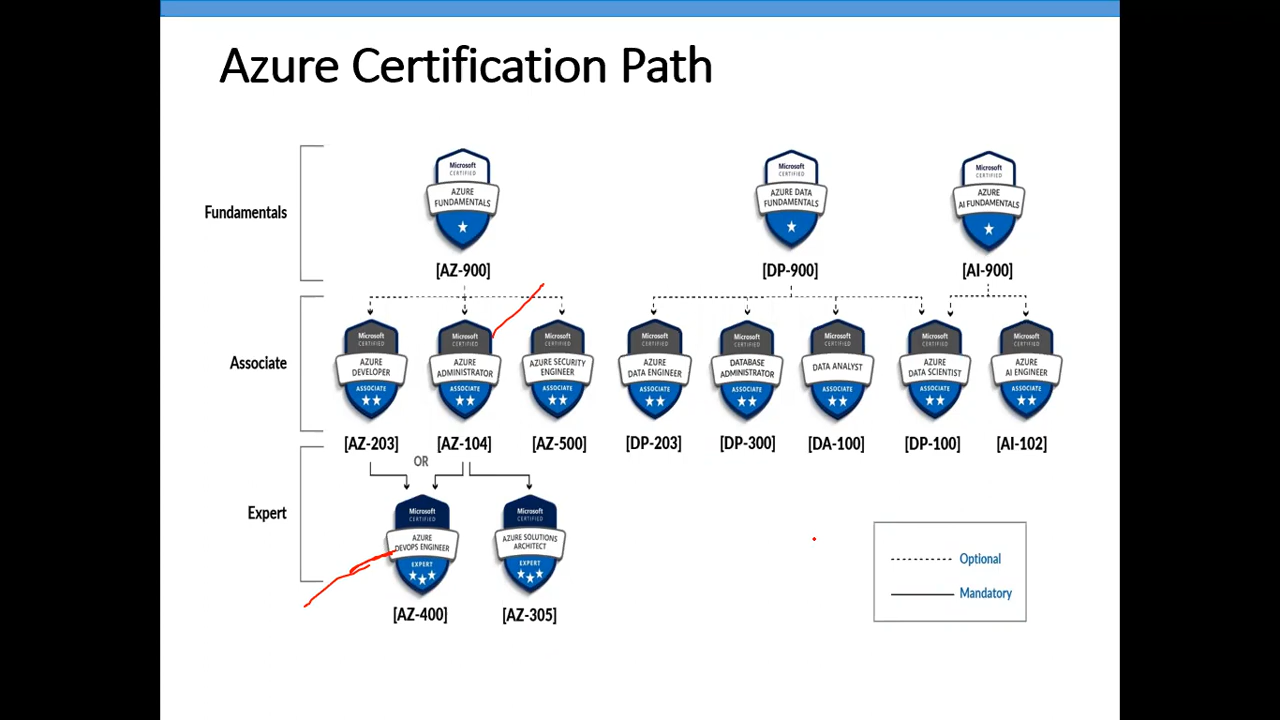 Azure Certification Path
Fundamentals
Microsoft
CERTIFIED
AZURE
FUNDAMENTALS
[AZ-900]
Microsoft
CERTIFIED
AZURE DATA
FUNDAMENTALS
[DP-900]
Microsoft
CERTIFIED
AZURE
AI FUNDAMENTALS
[AI-900]
Associate
Microsoft
CERTIFIED
AZURE
DEVELOPER
ASSOCIATE
[AZ-203]
Microsoft
CERTIFIED
AZURE
ADMINISTRATOR
ASSOCIATE
[AZ-104]
Microsoft
CERTIFIED
AZURE SECURITY
ENGINEER
ASSOCIATE
[AZ-500]
Microsoft
CERTIFIED
AZURE
DATA ENGINEER
ASSOCIATE
[DP-203]
Microsoft
CERTIFIED
DATABASE
ADMINISTRATOR
ASSOCIATE
[DP-300]
Microsoft
CERTIFIED
DATA ANALYST
ASSOCIATE
[DA-100]
Microsoft
CERTIFIED
AZURE
DATA SCIENTIST
ASSOCIATE
[DP-100]
Microsoft
CERTIFIED
AZURE
AI ENGINEER
ASSOCIATE
[AI-102]
OR
Expert
Microsoft
CERTIFIED
AZURE
DEVOPS ENGINEER
EXPERT
[AZ-400]
Microsoft
CERTIFIED
AZURE SOLUTIONS
ARCHITECT
EXPERT
[AZ-305]
Optional
Mandatory